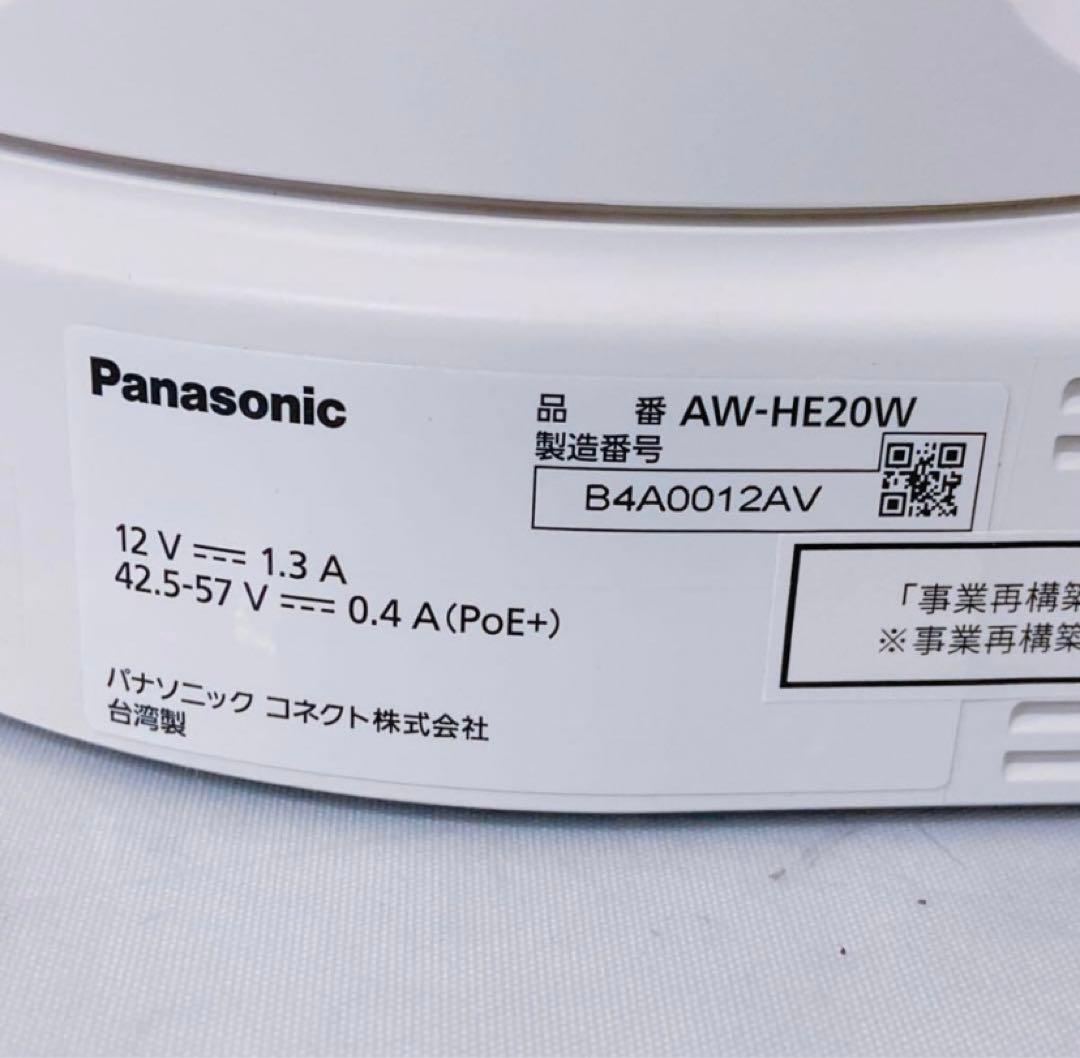 Panasonic
品 番 AW-HE20W
製造番号
B4A0012AV
12 V ⎓ 1.3 A
42.5-57 V ⎓ 0.4 A(PoE+)
パナソニック コネクト株式会社
台湾製
「事業再構築
※事業再構築